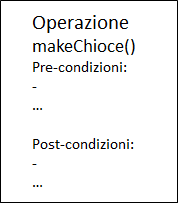 Operazione
makeChioce()
Pre-condizioni:
-
...
Post-condizioni:
-
...